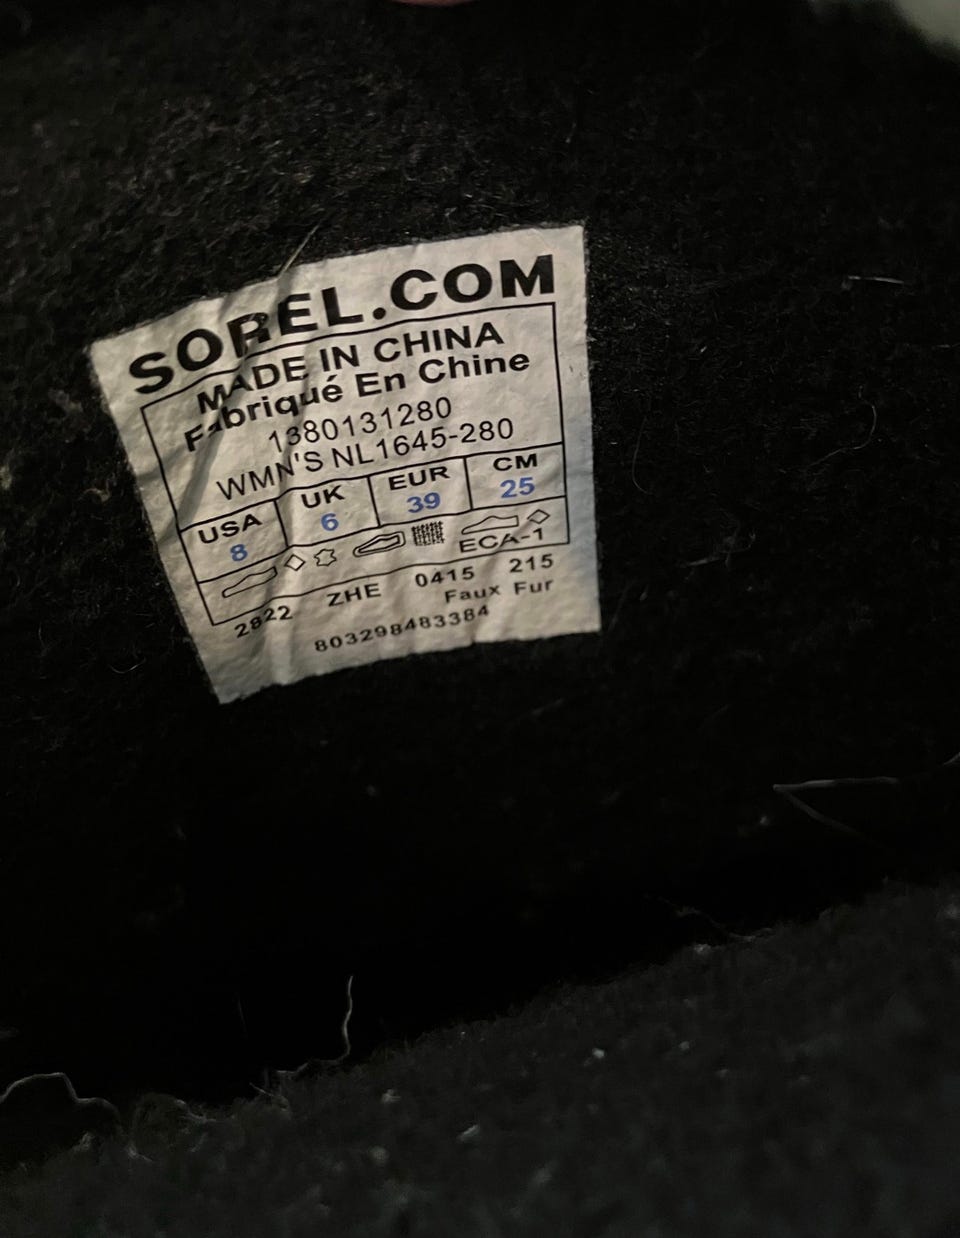 SOREL.COM
MADE IN CHINA
Fabriqué En Chine
1380131280
WMN'S NL1645-280
USA UK EUR CM
8 6 39 25
ECA-1
2822 ZHE 0415 215
Faux Fur
803298483384